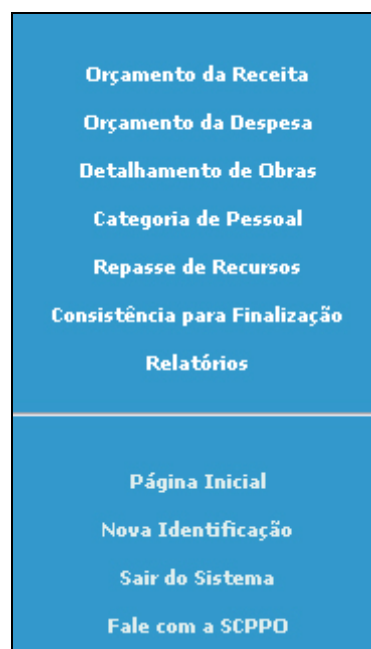 Orçamento da Receita
Orçamento da Despesa
Detalhamento de Obras
Categoria de Pessoal
Repasse de Recursos
Consistência para Finalização
Relatórios
Página Inicial
Nova Identificação
Sair do Sistema
Fale com a SCPPO